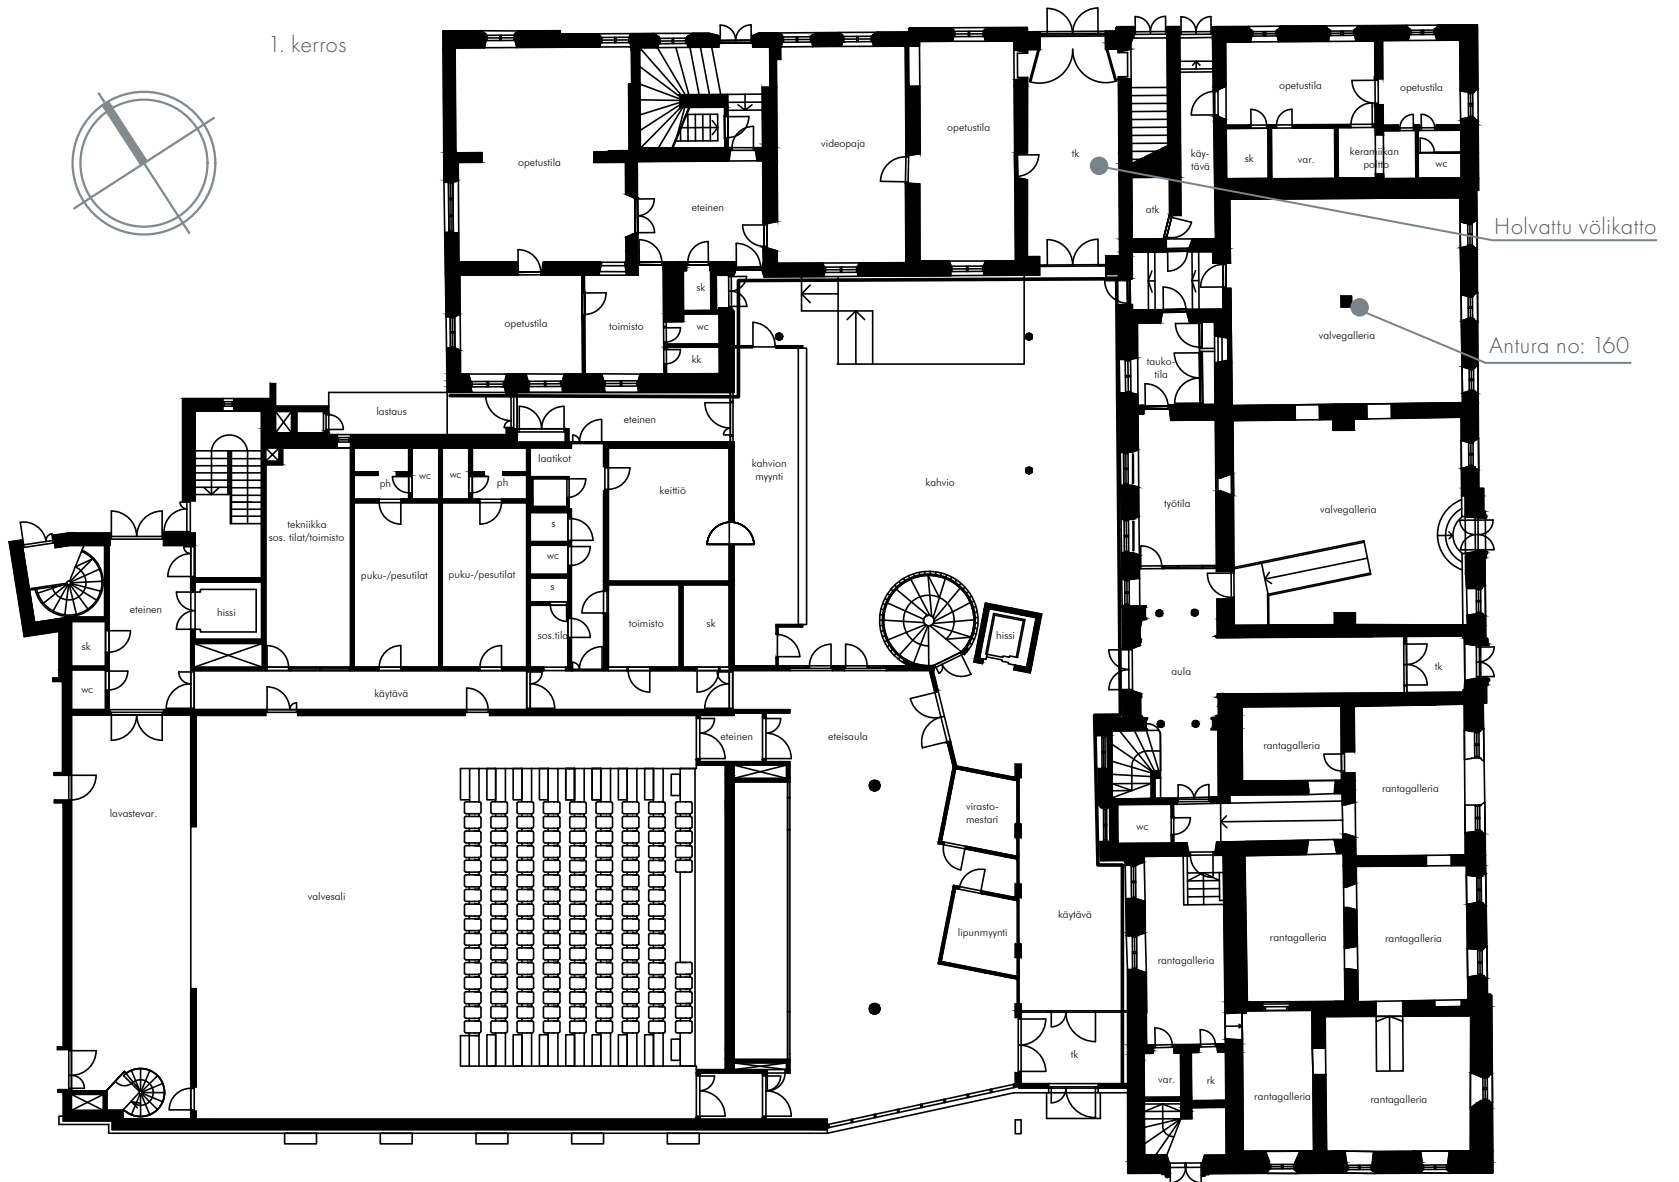 1. kerros
opetustila
opetustila
videopaja
opetustila
tk
käy-
tävä
sk
var.
keramiikan
poltto
wc
opetustila
eteinen
atk
Holvattu völikatto
opetustila
toimisto
sk
wc
kk
valvegalleria
Antura no: 160
tauko-
tila
lastaus
eteinen
laatikot
kahvion
myynti
kahvio
keittiö
ph
wc
wc
ph
työtila
valvegalleria
tekniikka
sos. tilat/toimisto
s
wc
puku-/pesutilat
puku-/pesutilat
s
eteinen
hissi
toimisto
sk
sos.tila
hissi
sk
tk
aula
wc
käytävä
eteinen
eteisaula
rantagalleria
rantagalleria
lavastevar.
virasto-
mestari
wc
valvesali
lipunmyynti
käytävä
rantagalleria
rantagalleria
rantagalleria
tk
var.
rk
rantagalleria
rantagalleria